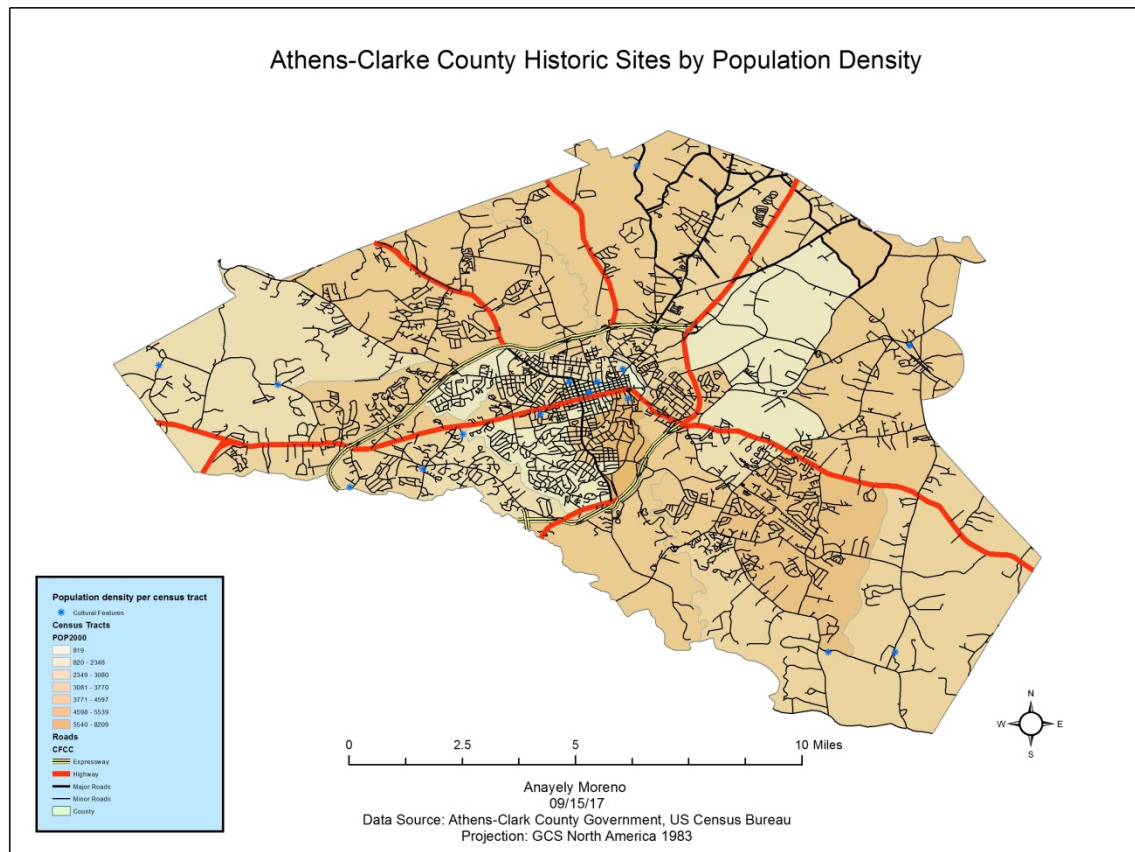 Athens-Clarke County Historic Sites by Population Density
Population density per census tract
Cultural Features
Census Tracts
POP2000
819
820 - 2348
2349 - 3080
3081 - 3770
3771 - 4597
4598 - 5539
5540 - 8209
Roads
CFCC
Expressway
Highway
Major Roads
Minor Roads
County
0 2.5 5 10 Miles
N
W E
S
Anayely Moreno
09/15/17
Data Source: Athens-Clark County Government, US Census Bureau
Projection: GCS North America 1983